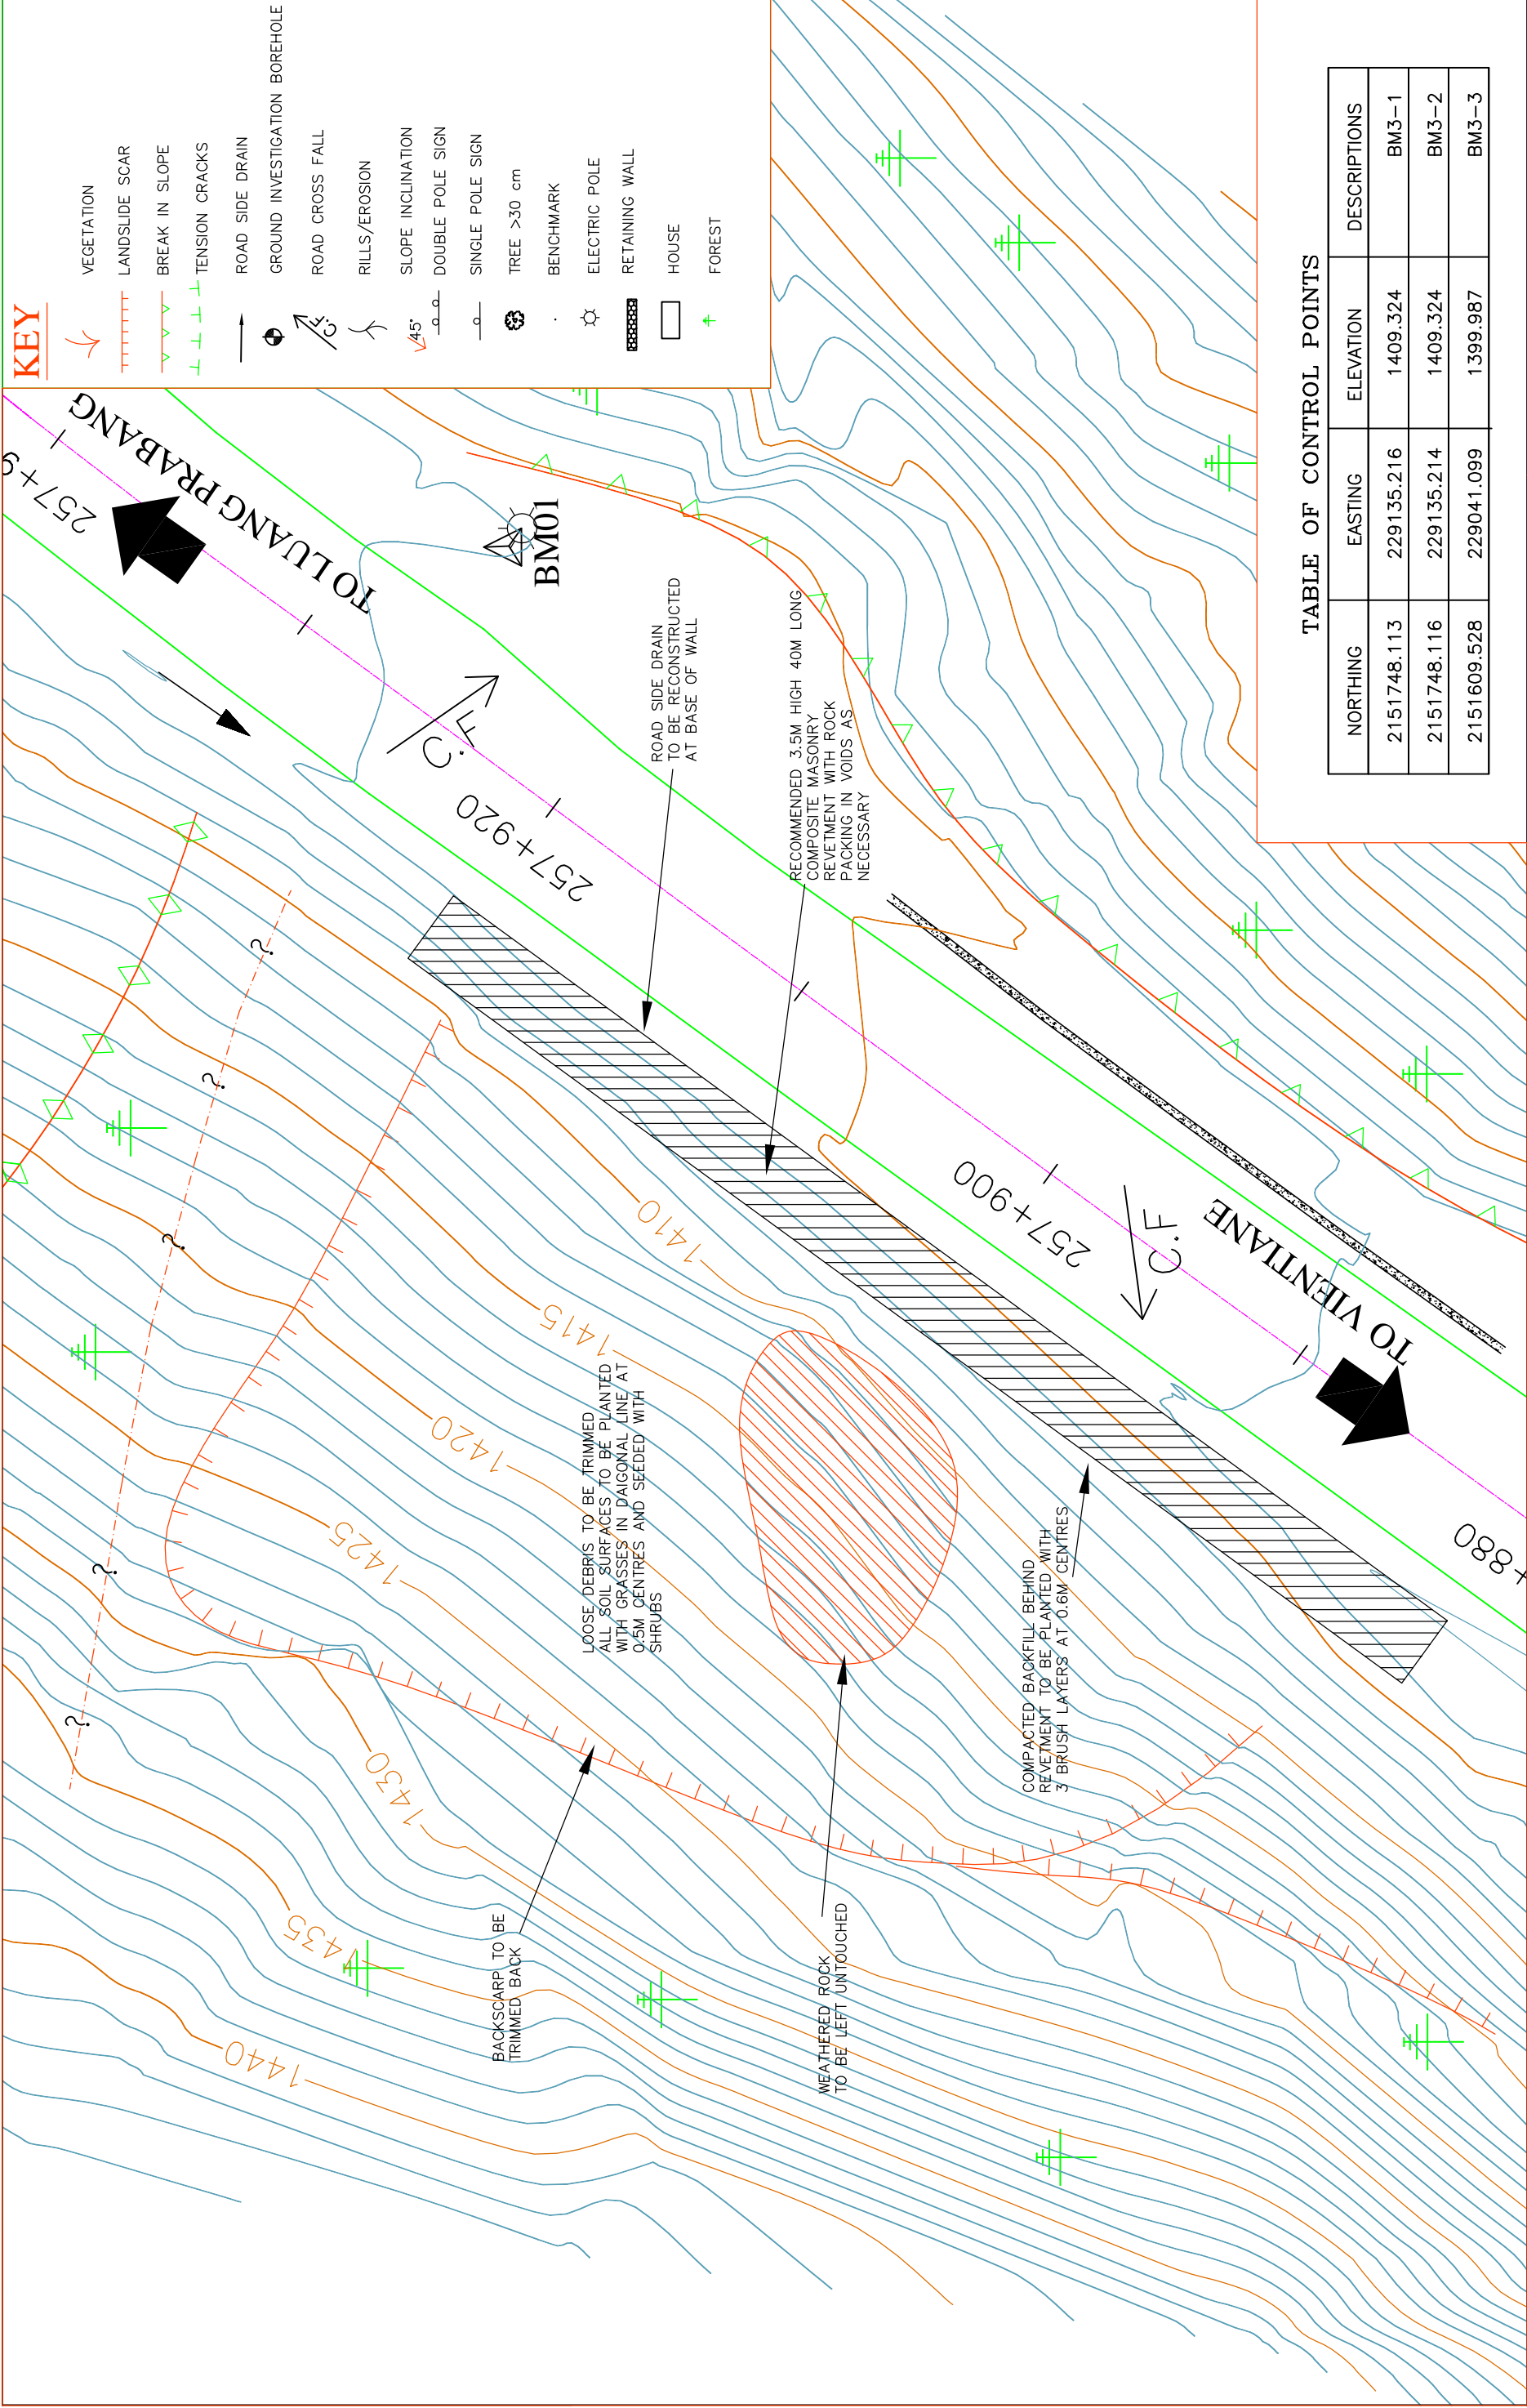 KEY
VEGETATION
LANDSLIDE SCAR
BREAK IN SLOPE
TENSION CRACKS
ROAD SIDE DRAIN
GROUND INVESTIGATION BOREHOLE
C.F
ROAD CROSS FALL
RILLS/EROSION
45°
SLOPE INCLINATION
DOUBLE POLE SIGN
SINGLE POLE SIGN
TREE >30 cm
BENCHMARK
ELECTRIC POLE
RETAINING WALL
HOUSE
FOREST
257+9
TO LUANG PRABANG
BM01
C.F
257+920
ROAD SIDE DRAIN
TO BE RECONSTRUCTED
AT BASE OF WALL
RECOMMENDED 3.5M HIGH 40M LONG
COMPOSITE MASONRY
REVETMENT WITH ROCK
PACKING IN VOIDS AS
NECESSARY
257+900
C.F
TO VIENTIANE
+880
?
?
?
?
?
1410
1415
1420
1425
1430
1435
1440
LOOSE DEBRIS TO BE TRIMMED
ALL SOIL SURFACES TO BE PLANTED
WITH GRASSES IN DAIGONAL LINE AT
0.5M CENTRES AND SEEDED WITH
SHRUBS
COMPACTED BACKFILL BEHIND
REVETMENT TO BE PLANTED WITH
3 BRUSH LAYERS AT 0.6M CENTRES
BACKSCARP TO BE
TRIMMED BACK
WEATHERED ROCK
TO BE LEFT UNTOUCHED
TABLE OF CONTROL POINTS
NORTHING EASTING ELEVATION DESCRIPTIONS
2151748.113 229135.216 1409.324 BM3-1
2151748.116 229135.214 1409.324 BM3-2
2151609.528 229041.099 1399.987 BM3-3